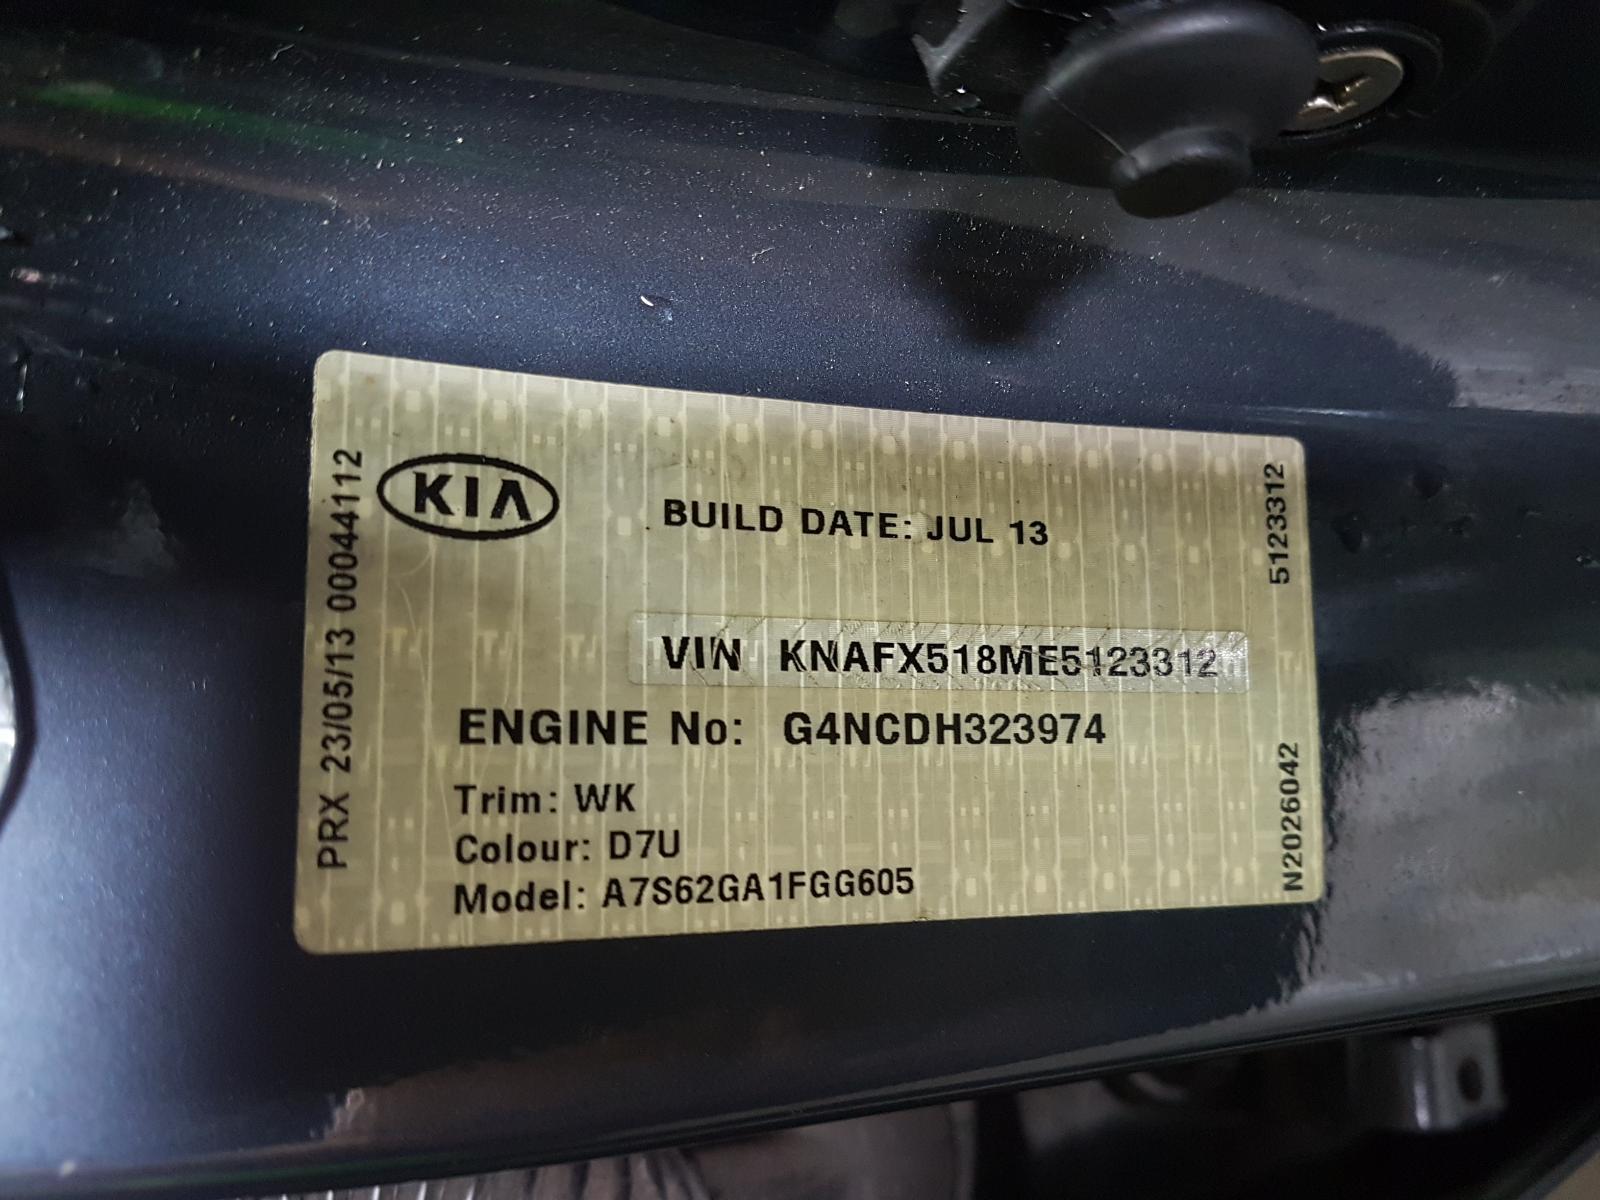 KIA
BUILD DATE: JUL 13
VIN KNAFX518ME5123312
ENGINE No: G4NCDH323974
Trim: WK
Colour: D7U
Model: A7S62GA1FGG605
PRX 23/05/13 00044112
5123312
N2026042